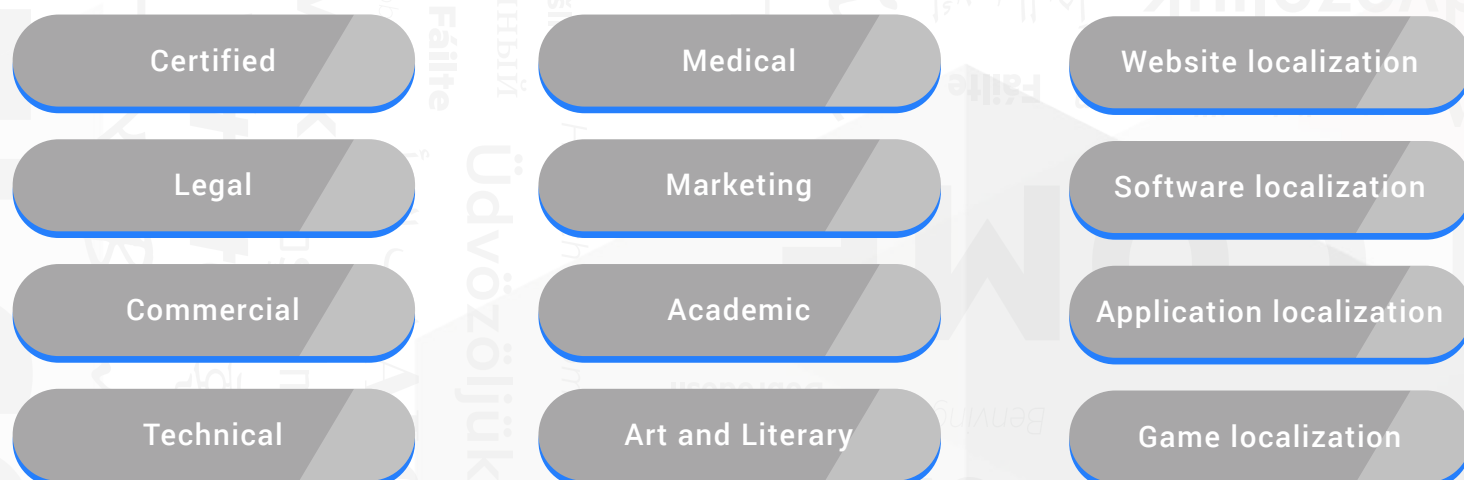 Certified
Medical
Website localization
Legal
Marketing
Software localization
Commercial
Academic
Application localization
Technical
Art and Literary
Game localization
Fáilte
Üdvözöljük
Fáilte